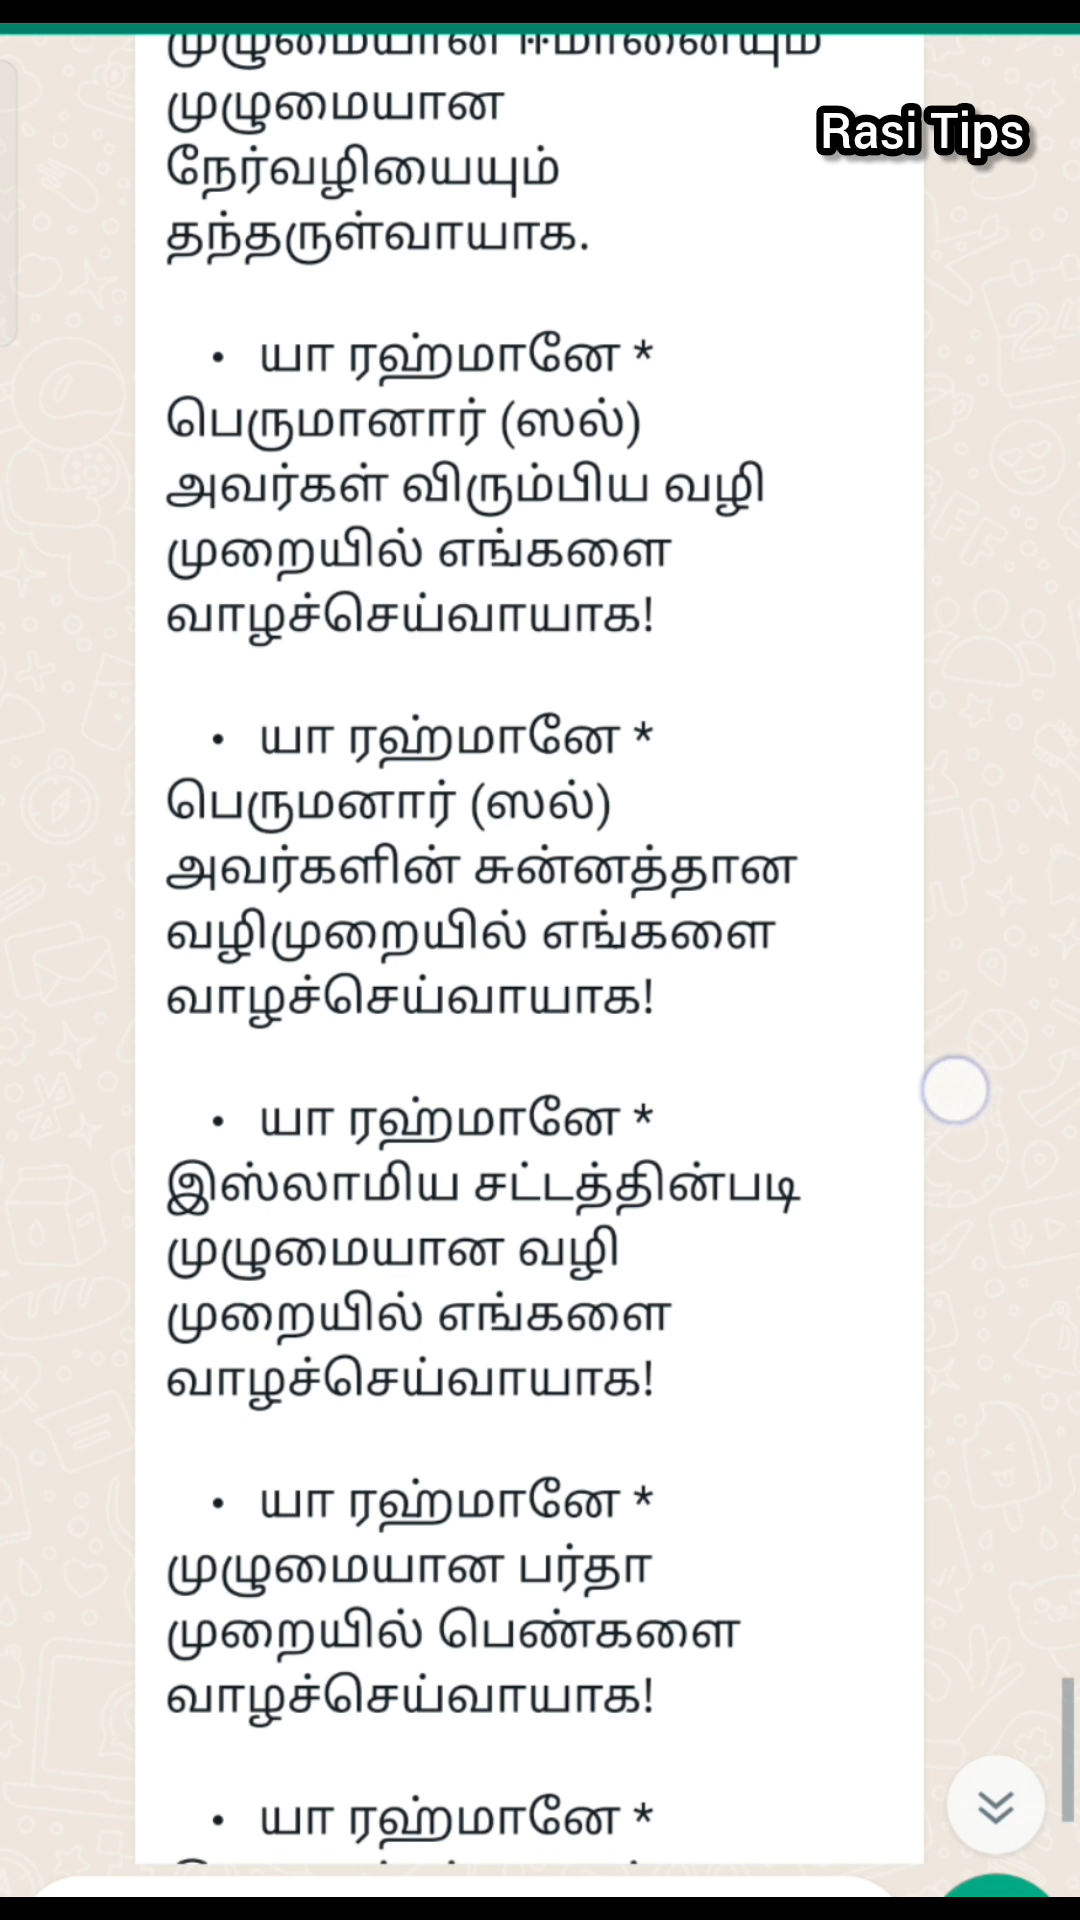 முழுமையான ஈமானையும்
முழுமையான
நேர்வழியையும்
தந்தருள்வாயாக.
Rasi Tips
• யா ரஹ்மானே *
பெருமானார் (ஸல்)
அவர்கள் விரும்பிய வழி
முறையில் எங்களை
வாழச்செய்வாயாக!
• யா ரஹ்மானே *
பெருமனார் (ஸல்)
அவர்களின் சுன்னத்தான
வழிமுறையில் எங்களை
வாழச்செய்வாயாக!
• யா ரஹ்மானே *
இஸ்லாமிய சட்டத்தின்படி
முழுமையான வழி
முறையில் எங்களை
வாழச்செய்வாயாக!
• யா ரஹ்மானே *
முழுமையான பர்தா
முறையில் பெண்களை
வாழச்செய்வாயாக!
• யா ரஹ்மானே *